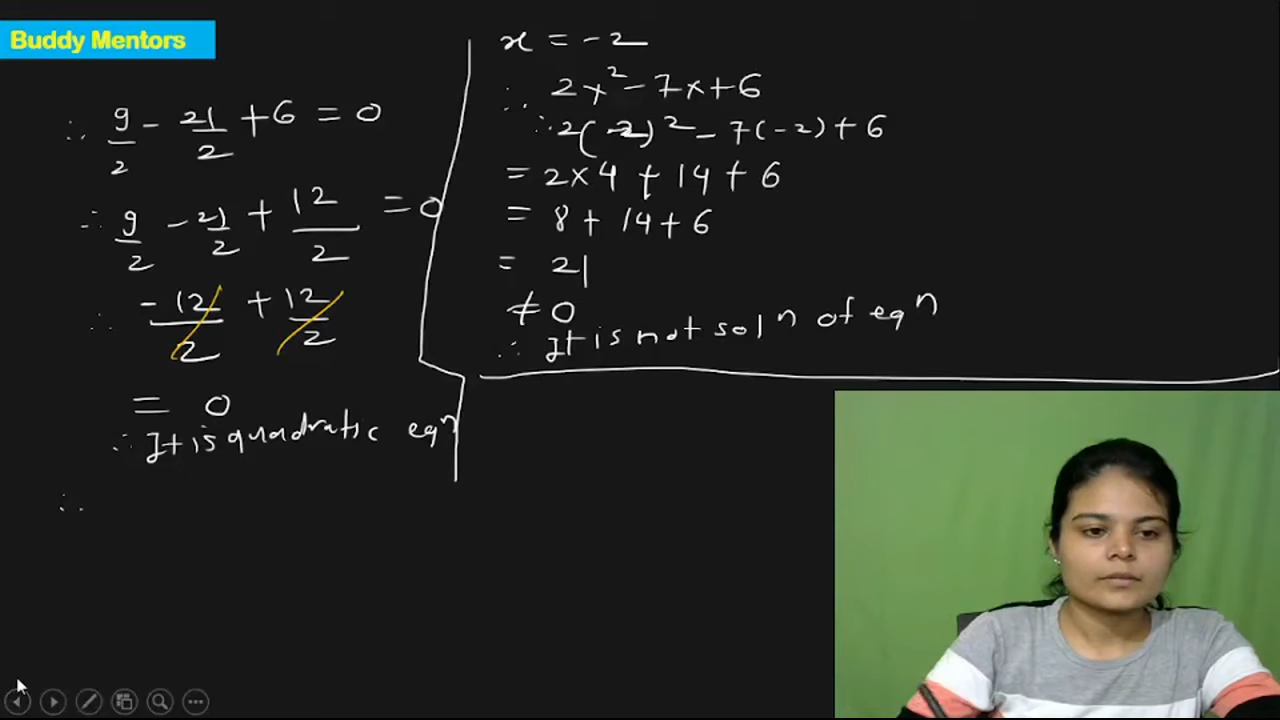 Buddy Mentors
∴ 9/2 - 21/2 + 6 = 0
∴ 9/2 - 21/2 + 12/2 = 0
∴ -12/2 + 12/2
= 0
∴ It is quadratic eqn
∴
x = -2
∴ 2x² - 7x + 6
∴ 2(-2)² - 7(-2) + 6
= 2×4 + 14 + 6
= 8 + 14 + 6
= 21
≠ 0
∴ It is not solⁿ of eqⁿ